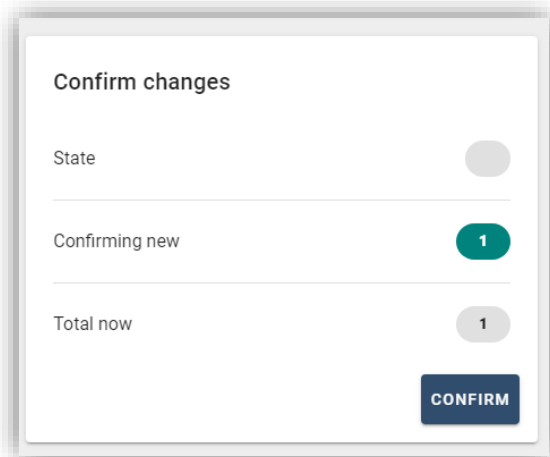 Confirm changes
State
Confirming new 1
Total now 1
CONFIRM